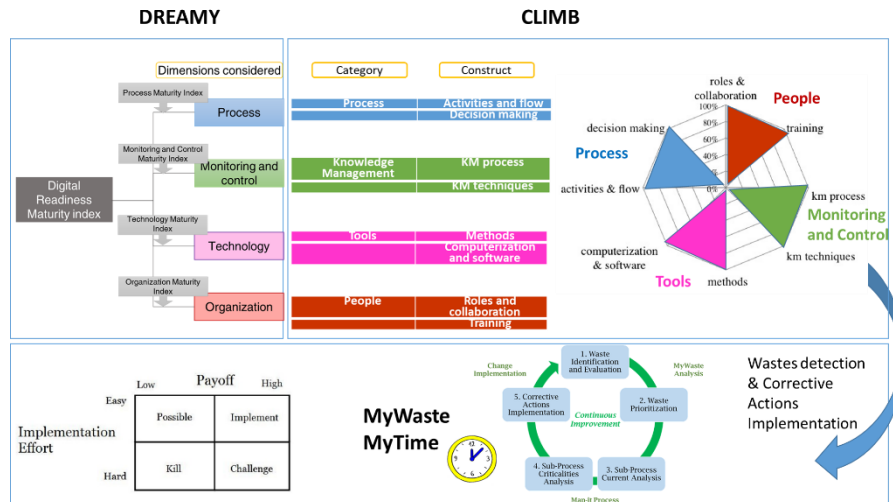 DREAMY
CLIMB
Dimensions considered
Process Maturity Index
Process
Monitoring and Control
Maturity Index
Monitoring and
control
Digital
Readiness
Maturity index
Technology Maturity
Index
Technology
Organization Maturity
Index
Organization
Category
Construct
Process
Activities and flow
Decision making
Knowledge
Management
KM process
KM techniques
Tools
Methods
Computerization
and software
People
Roles and
collaboration
Training
roles &
collaboration
100%
80%
60%
40%
20%
0%
People
training
decision making
Process
activities & flow
km process
Monitoring
and Control
km techniques
computerization
& software
Tools
methods
Payoff
Low
High
Easy
Implementation
Effort
Hard
Possible
Implement
Kill
Challenge
MyWaste
MyTime
12
Change
Implementation
1. Waste
Identification
and Evaluation
MyWaste
Analysis
5. Corrective
Actions
Implementation
Continuous
Improvement
2. Waste
Prioritization
4. Sub-Process
Criticalities
Analysis
3. Sub-Process
Current Analysis
Map-it Process
Wastes detection
& Corrective
Actions
Implementation